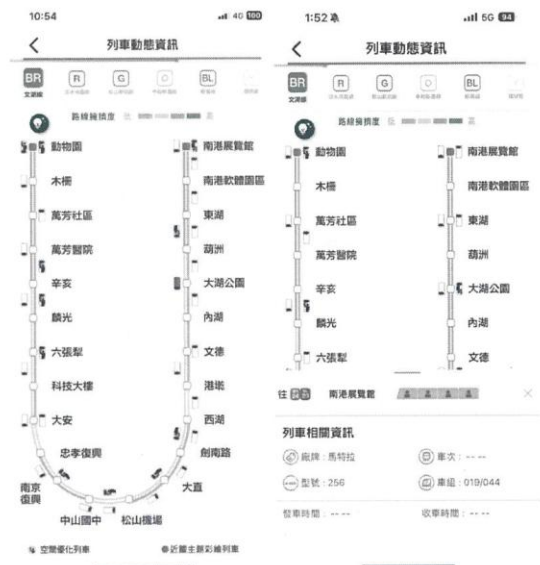 10:54
4G 100
列車動態資訊
BR
R
G
O
BL
文湖線
路線擁擠度 低 高
動物園
南港展覽館
木柵
南港軟體園區
萬芳社區
東湖
萬芳醫院
葫洲
辛亥
大湖公園
麟光
內湖
六張犁
文德
科技大樓
港墘
大安
西湖
忠孝復興
劍南路
南京
復興
大直
中山國中
松山機場
空間優化列車
近鐵主題彩繪列車
1:52
5G 94
列車動態資訊
BR
R
G
O
BL
文湖線
路線擁擠度 低 高
動物園
南港展覽館
木柵
南港軟體園區
萬芳社區
東湖
萬芳醫院
葫洲
辛亥
大湖公園
麟光
內湖
六張犁
文德
往 南港展覽館
列車相關資訊
廠牌：馬特拉
車次：-- --
型號：256
車組：019/044
發車時間：-- --
收車時間：-- --